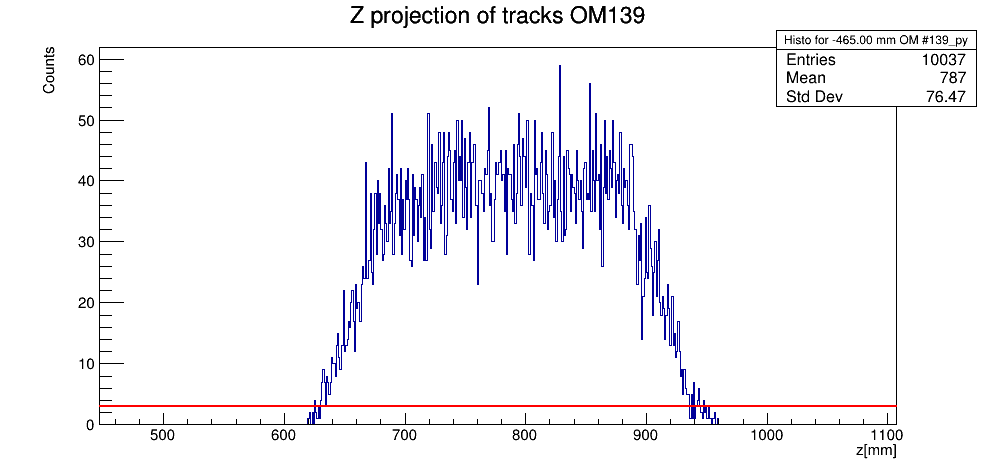 Z projection of tracks OM139
Histo for -465.00 mm OM #139_py
Entries 10037
Mean 787
Std Dev 76.47
Counts
60
50
40
30
20
10
0
500 600 700 800 900 1000 1100
z[mm]